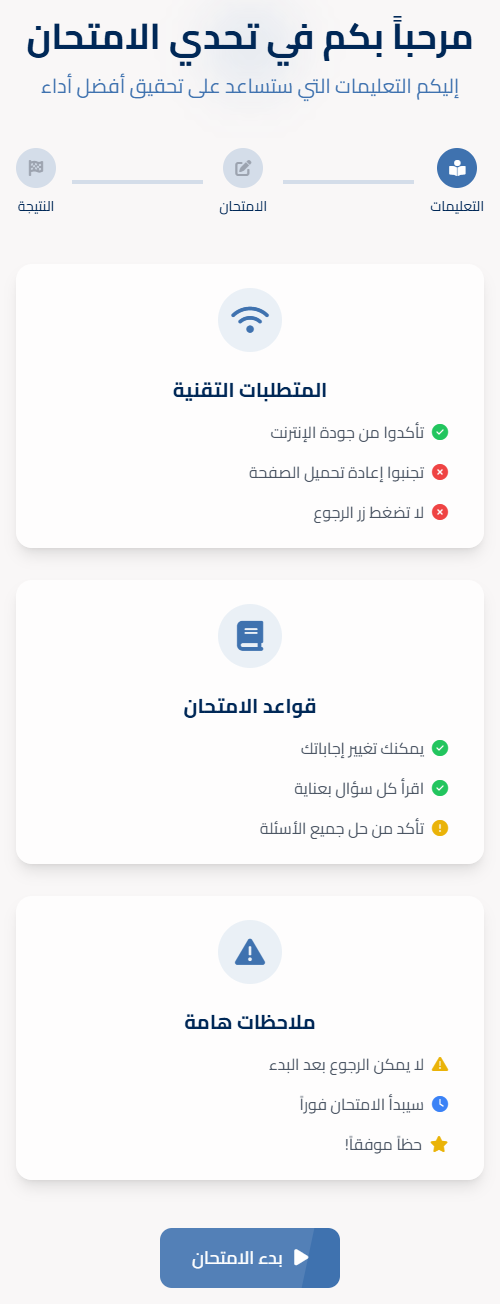 مرحباً بكم في تحدي الامتحان
إليكم التعليمات التي ستساعد على تحقيق أفضل أداء
التعليمات
الامتحان
النتيجة
المتطلبات التقنية
تأكدوا من جودة الإنترنت
تجنبوا إعادة تحميل الصفحة
لا تضغط زر الرجوع
قواعد الامتحان
يمكنك تغيير إجاباتك
اقرأ كل سؤال بعناية
تأكد من حل جميع الأسئلة
ملاحظات هامة
لا يمكن الرجوع بعد البدء
سيبدأ الامتحان فوراً
حظاً موفقاً!
بدء الامتحان